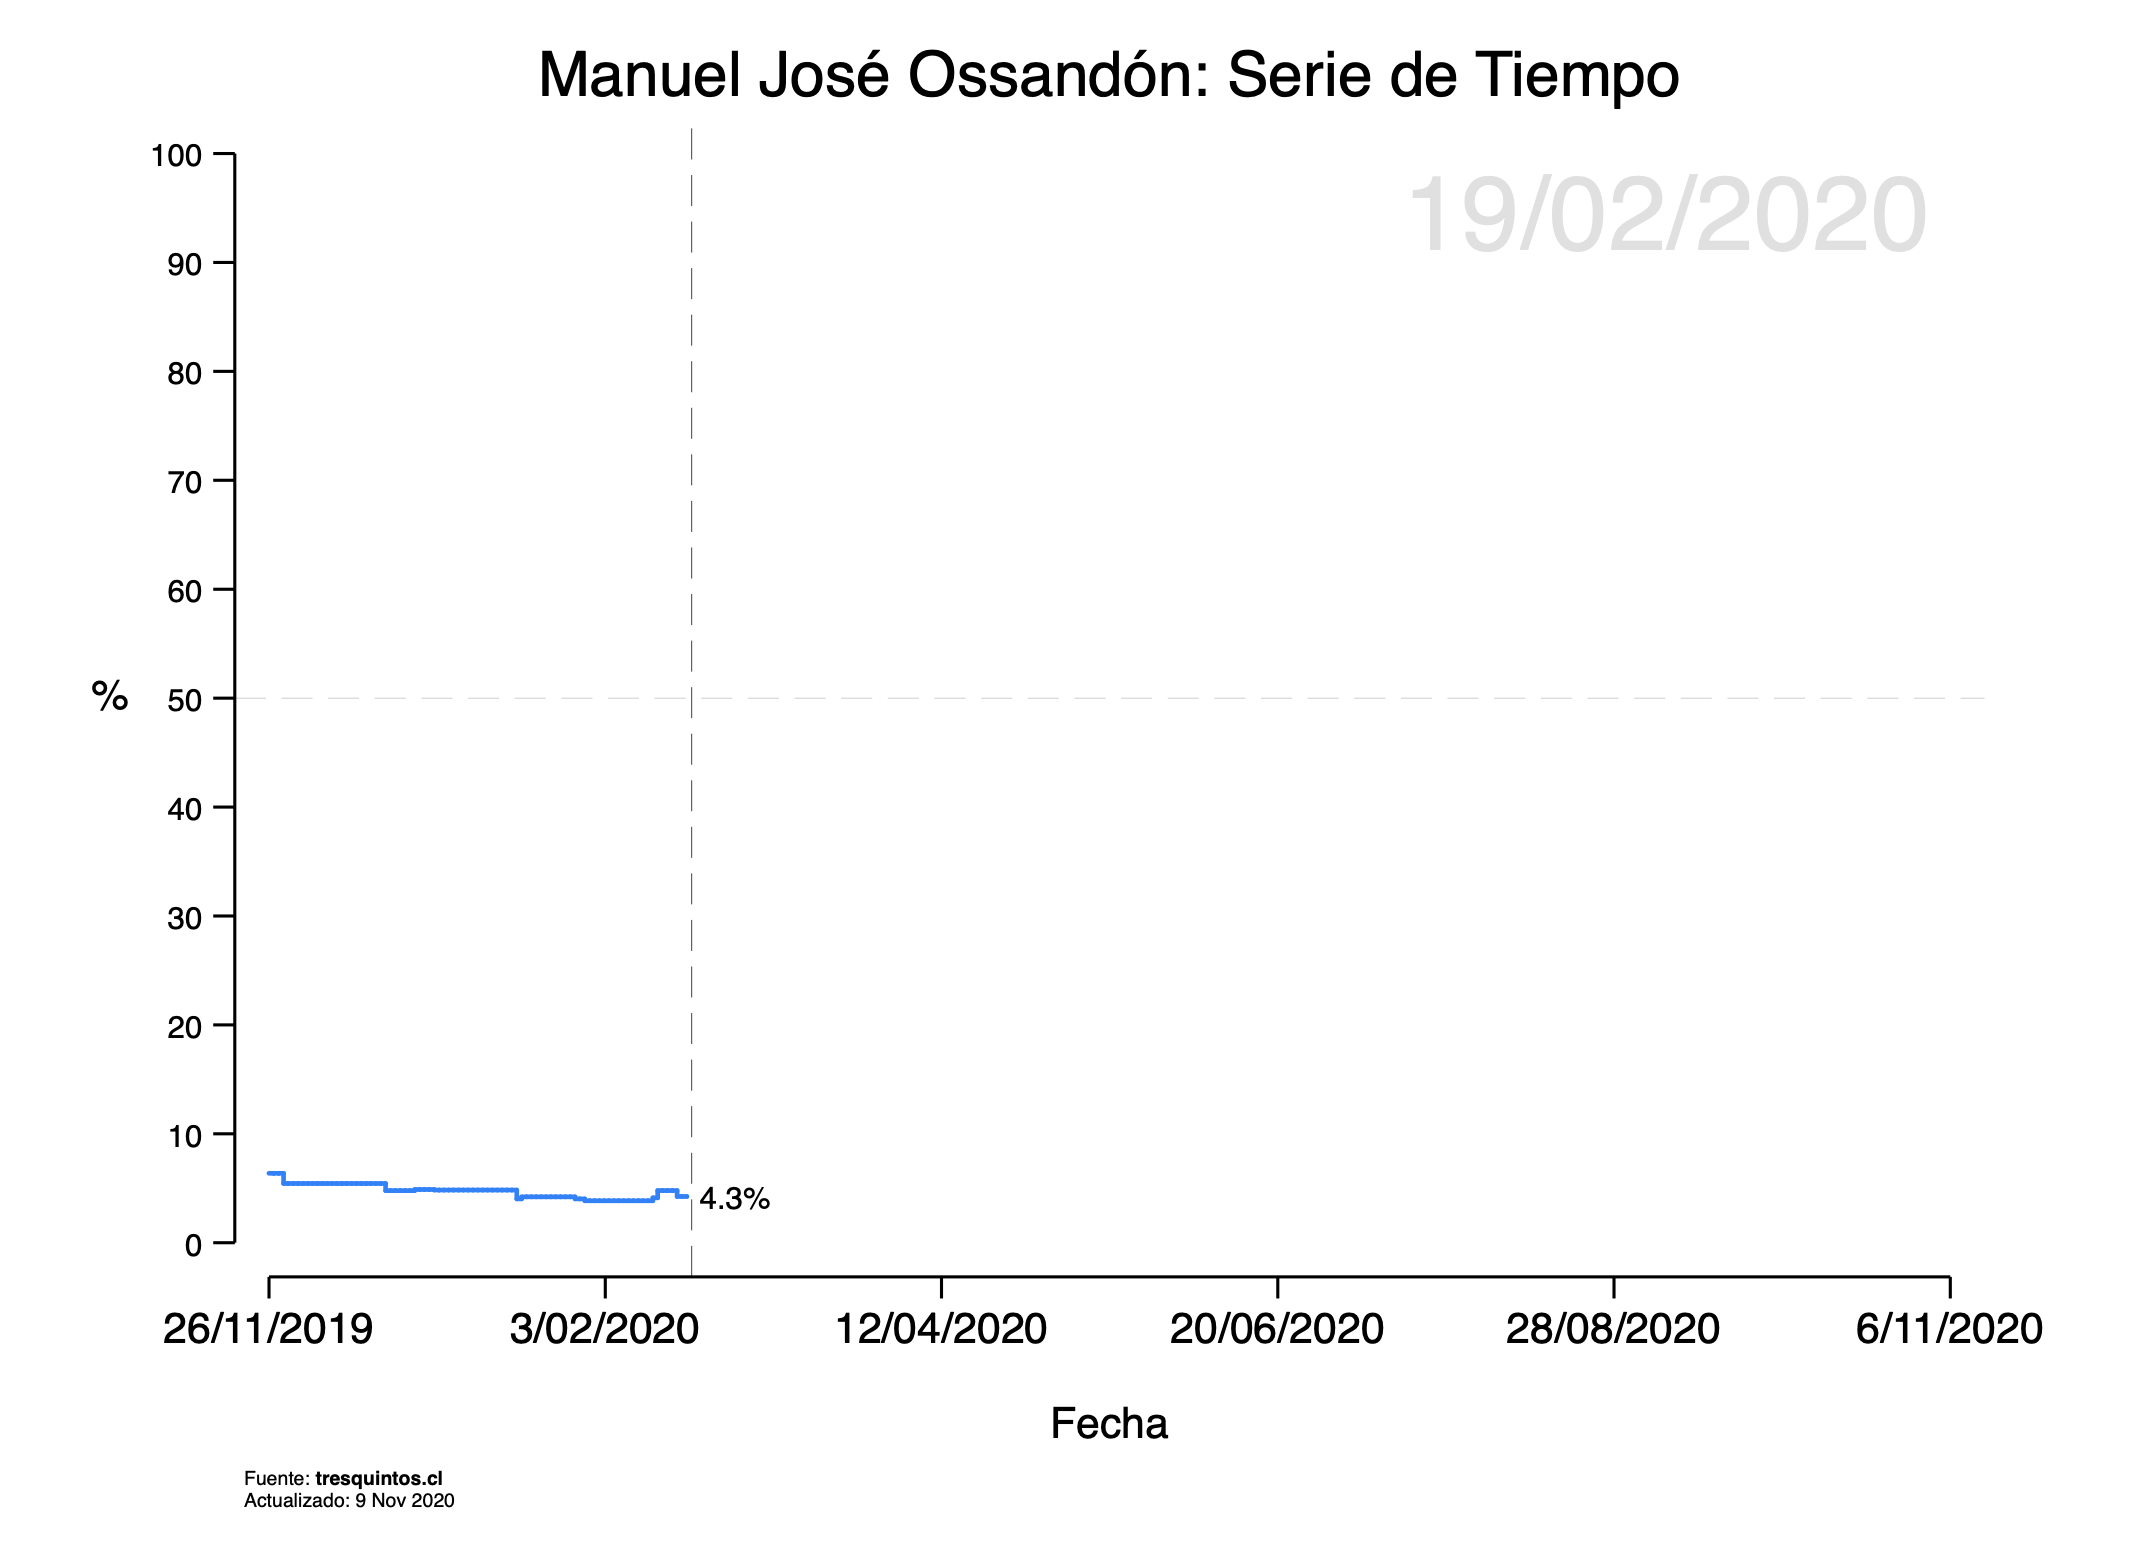 Manuel José Ossandón: Serie de Tiempo
19/02/2020
100
90
80
70
60
%
50
40
30
20
10
0
4.3%
26/11/2019 3/02/2020 12/04/2020 20/06/2020 28/08/2020 6/11/2020
Fecha
Fuente: tresquintos.cl
Actualizado: 9 Nov 2020